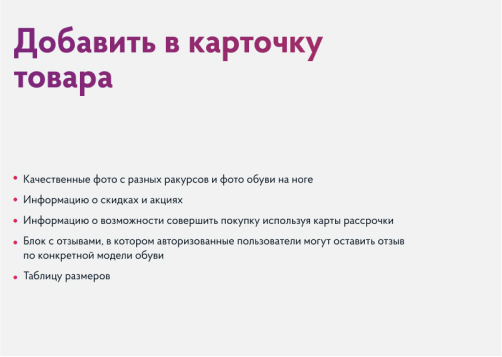 Добавить в карточку
товара
• Качественные фото с разных ракурсов и фото обуви на ноге
• Информацию о скидках и акциях
• Информацию о возможности совершить покупку используя карты рассрочки
• Блок с отзывами, в котором авторизованные пользователи могут оставить отзыв
по конкретной модели обуви
• Таблицу размеров